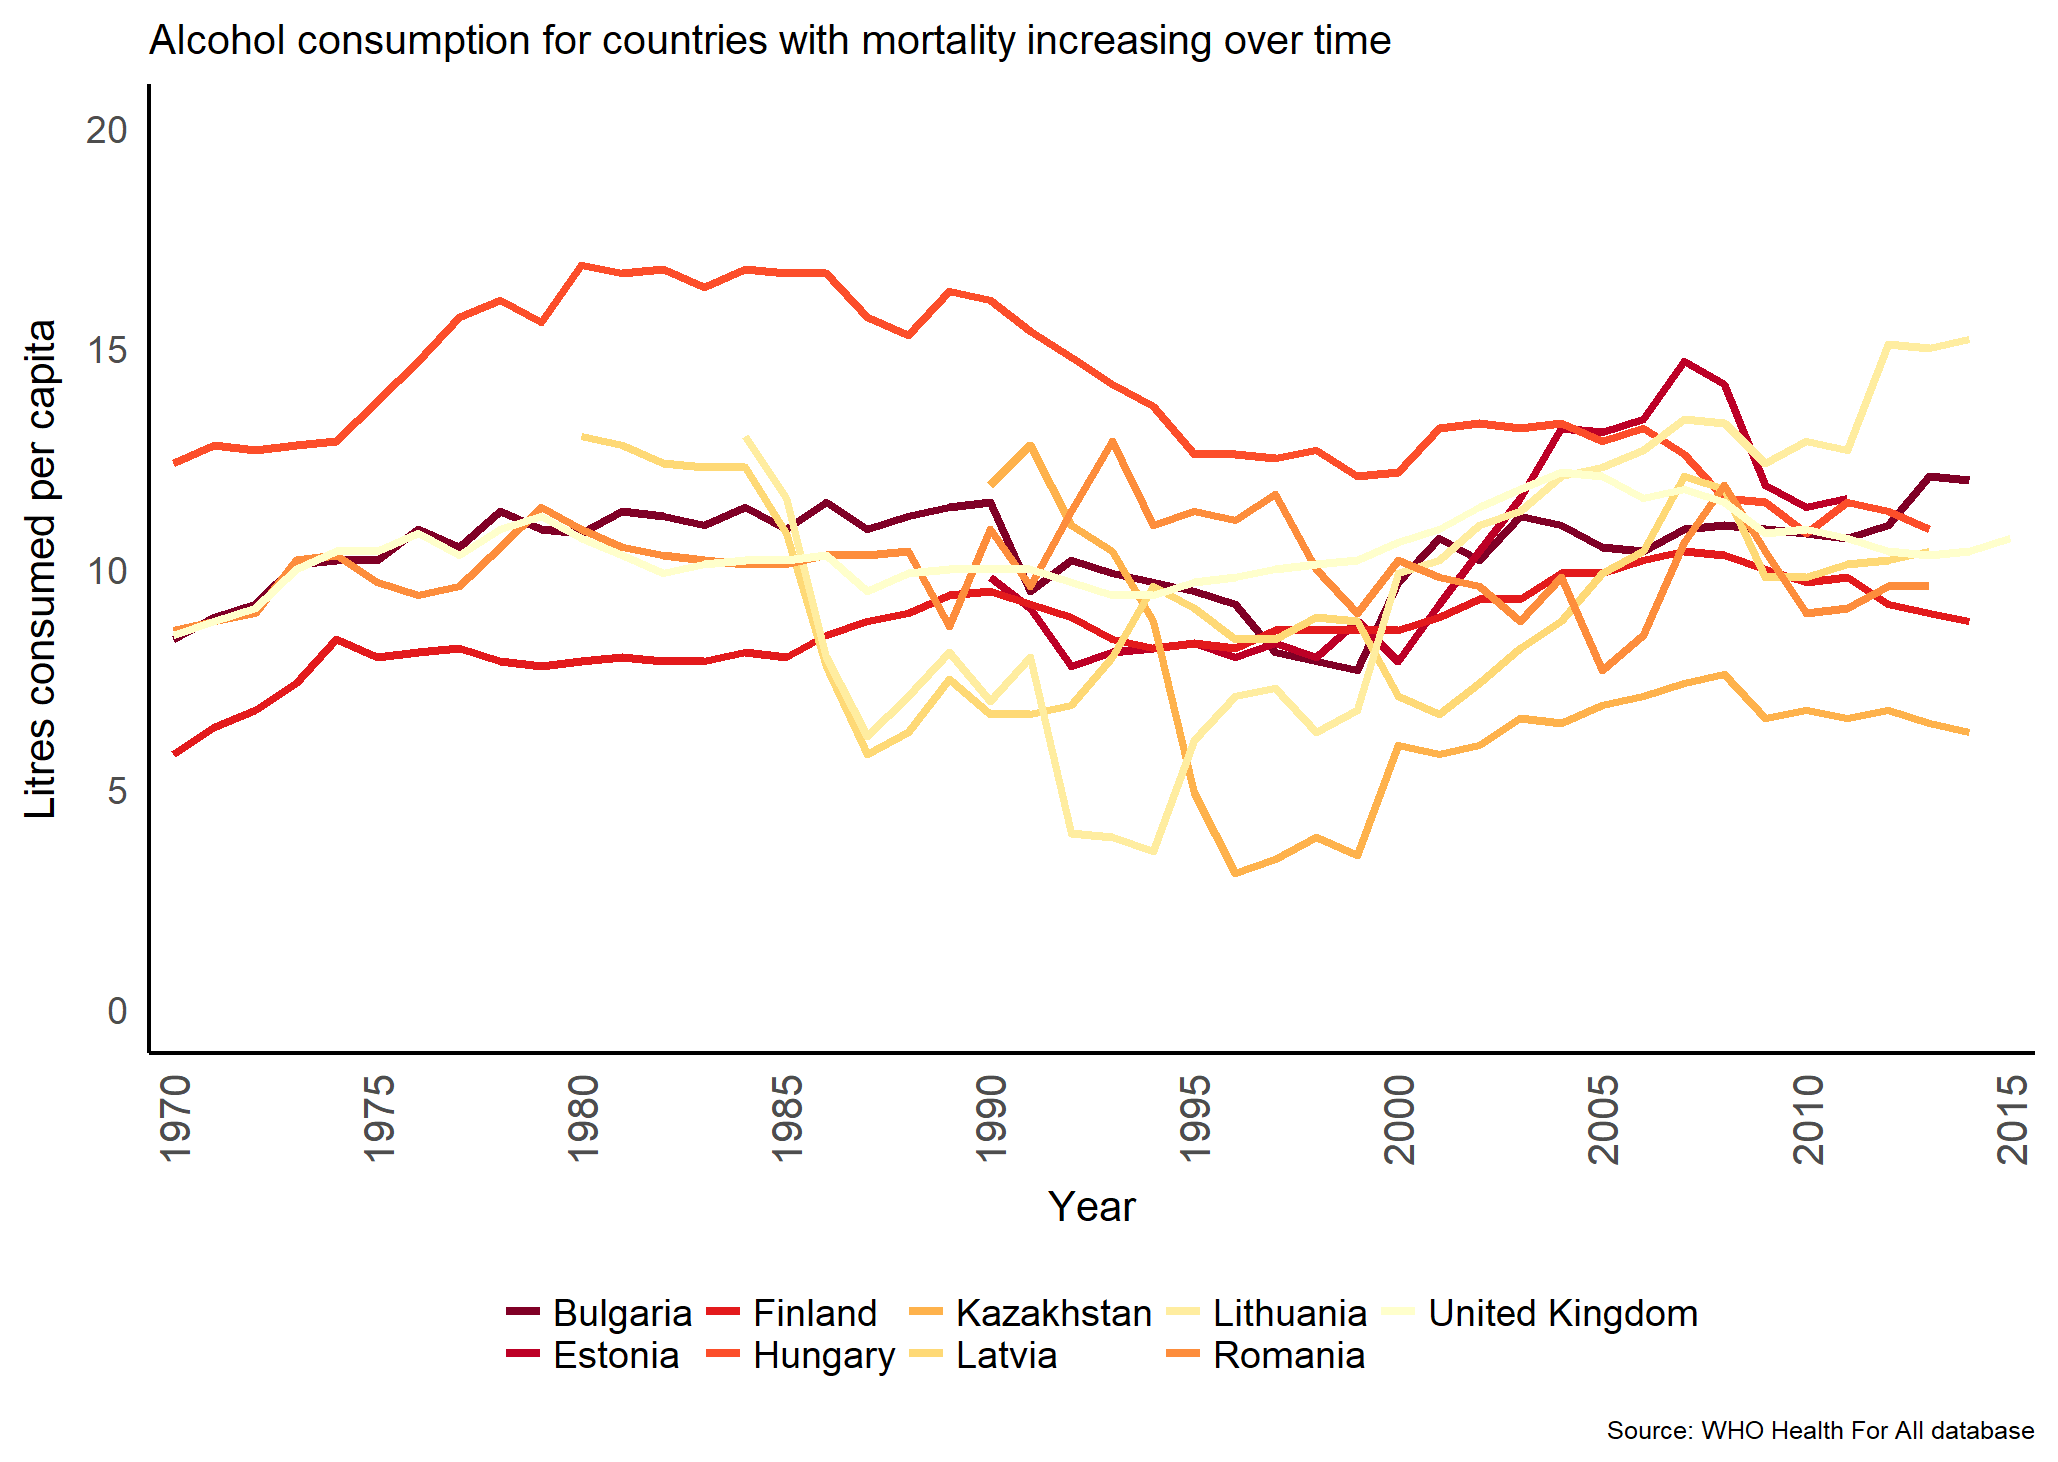 Alcohol consumption for countries with mortality increasing over time
Litres consumed per capita
20
15
10
5
0
1970 1975 1980 1985 1990 1995 2000 2005 2010 2015
Year
Bulgaria Finland Kazakhstan Lithuania United Kingdom
Estonia Hungary Latvia Romania
Source: WHO Health For All database